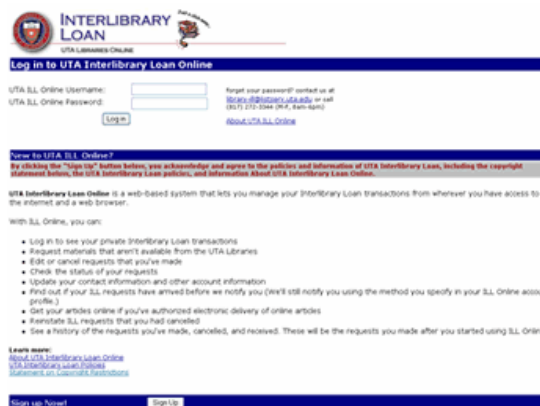 INTERLIBRARY
LOAN
UTA LIBRARIES ONLINE
Log in to UTA Interlibrary Loan Online
UTA ILL Online Username:
forget your password? contact us at
library-ill@listserv.uta.edu or call
UTA ILL Online Password:
(817) 272-3344 (M-F, 8am-6pm)
Log in
About UTA ILL Online
New to UTA ILL Online?
By clicking the "Sign Up" button below, you acknowledge and agree to the policies and information of UTA Interlibrary Loan, including the copyright
statement below, the UTA Interlibrary Loan policies, and information About UTA Interlibrary Loan Online.
UTA Interlibrary Loan Online is a web-based system that lets you manage your Interlibrary Loan transactions from wherever you have access to
the internet and a web browser.
With ILL Online, you can:
Log in to see your private Interlibrary Loan transactions
Request materials that aren't available from the UTA Libraries
Edit or cancel requests that you've made
Check the status of your requests
Update your contact information and other account information
Find out if your ILL requests have arrived before we notify you (We'll still notify you using the method you specify in your ILL Online accou
profile.)
Get your articles online if you've authorized electronic delivery of online articles
Reinstate ILL requests that you had cancelled
See a history of the requests you've made, cancelled, and received. These will be the requests you made after you started using ILL Onlin
Learn more:
About UTA Interlibrary Loan Online
UTA Interlibrary Loan Policies
Statement on Copyright Restrictions
Sign up Now!
Sign Up